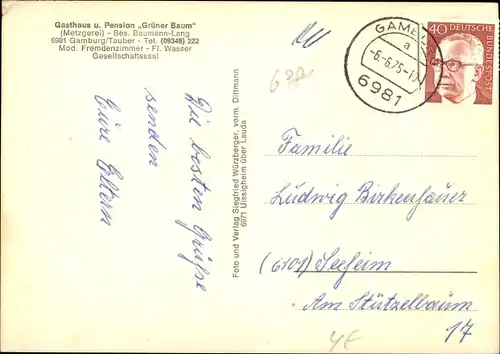 Gasthaus u. Pension „Grüner Baum"
(Metzgerei) - Bes. Baumann-Lang
6981 Gamburg/Tauber - Tel. (09348) 222
Mod. Fremdenzimmer - Fl. Wasser
Gesellschaftssaal
Die besten Grüße
senden
Eure Eltern
Foto und Verlag Siegfried Würzberger, vorm. Dittmann
6971 Uissigheim über Lauda
a
-6.-6.75-
6981
40 DEUTSCHE
BUNDESPOST
Familie
Ludwig Birkenhauer
(6101) Seeheim
Am Stützelbaum
17